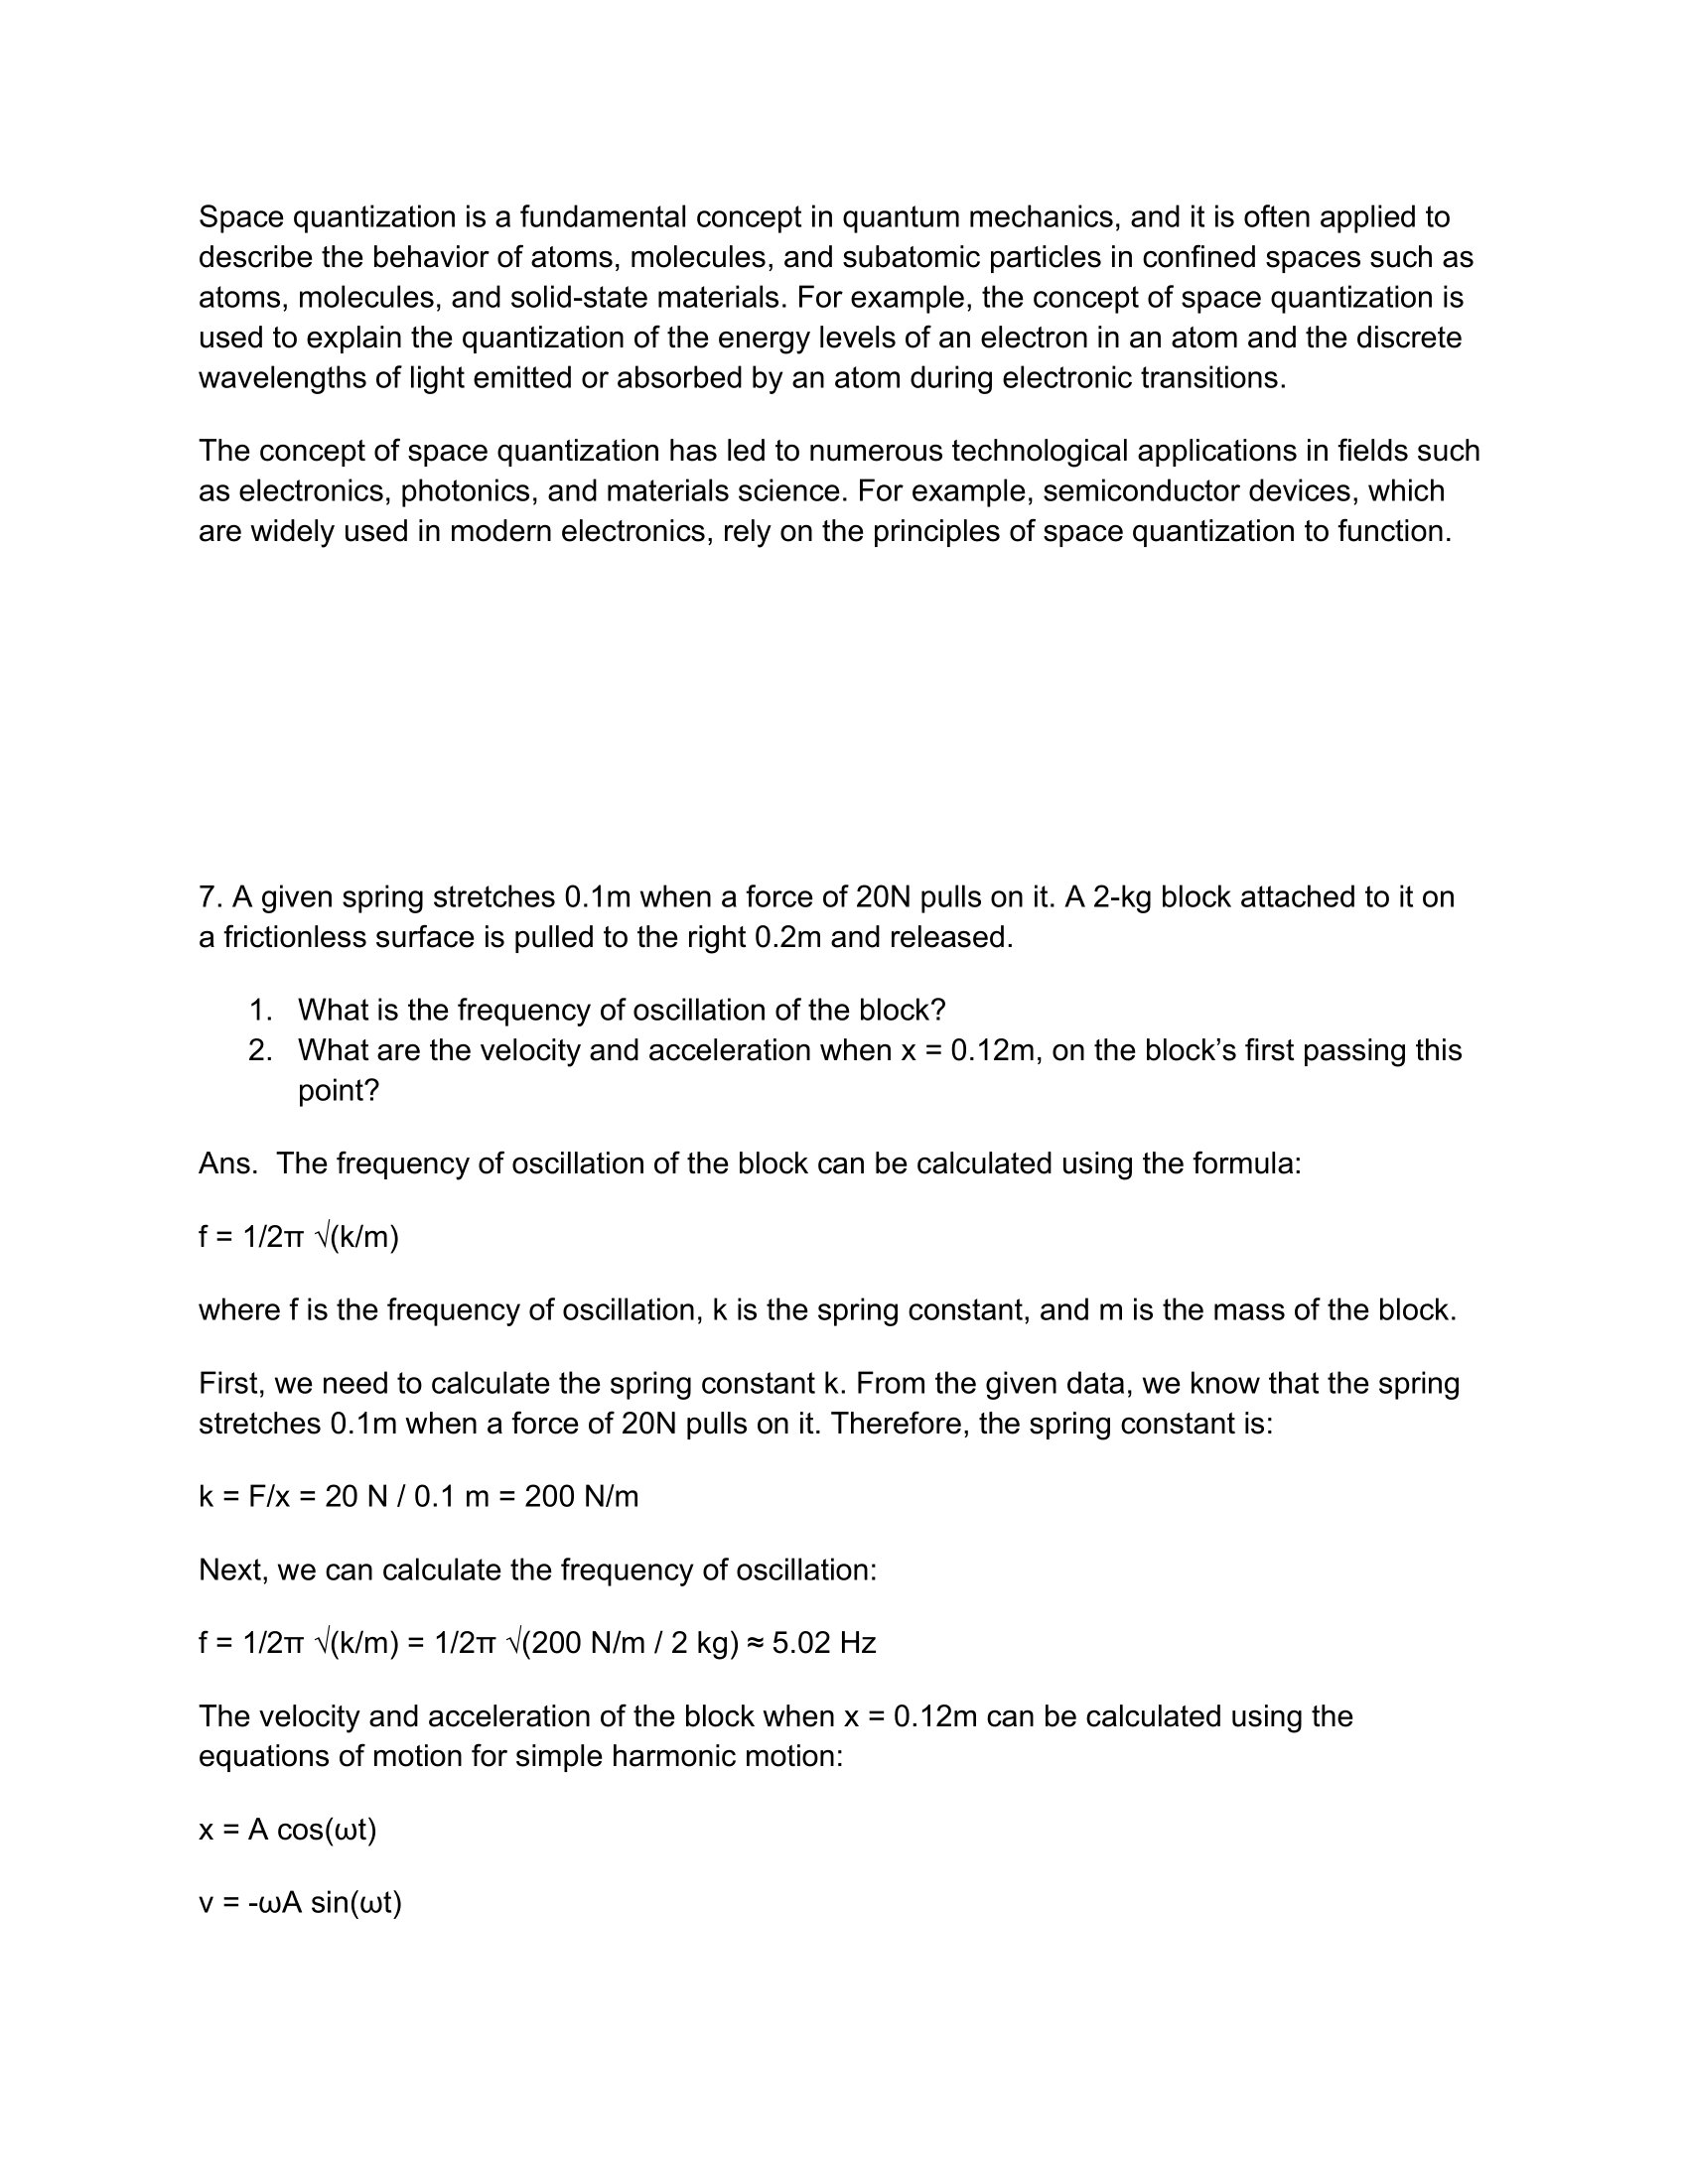 Space quantization is a fundamental concept in quantum mechanics, and it is often applied to
describe the behavior of atoms, molecules, and subatomic particles in confined spaces such as
atoms, molecules, and solid-state materials. For example, the concept of space quantization is
used to explain the quantization of the energy levels of an electron in an atom and the discrete
wavelengths of light emitted or absorbed by an atom during electronic transitions.
The concept of space quantization has led to numerous technological applications in fields such
as electronics, photonics, and materials science. For example, semiconductor devices, which
are widely used in modern electronics, rely on the principles of space quantization to function.
7. A given spring stretches 0.1m when a force of 20N pulls on it. A 2-kg block attached to it on
a frictionless surface is pulled to the right 0.2m and released.
1. What is the frequency of oscillation of the block?
2. What are the velocity and acceleration when x = 0.12m, on the block’s first passing this
point?
Ans.  The frequency of oscillation of the block can be calculated using the formula:
f = 1/2π √(k/m)
where f is the frequency of oscillation, k is the spring constant, and m is the mass of the block.
First, we need to calculate the spring constant k. From the given data, we know that the spring
stretches 0.1m when a force of 20N pulls on it. Therefore, the spring constant is:
k = F/x = 20 N / 0.1 m = 200 N/m
Next, we can calculate the frequency of oscillation:
f = 1/2π √(k/m) = 1/2π √(200 N/m / 2 kg) ≈ 5.02 Hz
The velocity and acceleration of the block when x = 0.12m can be calculated using the
equations of motion for simple harmonic motion:
x = A cos(ωt)
v = -ωA sin(ωt)